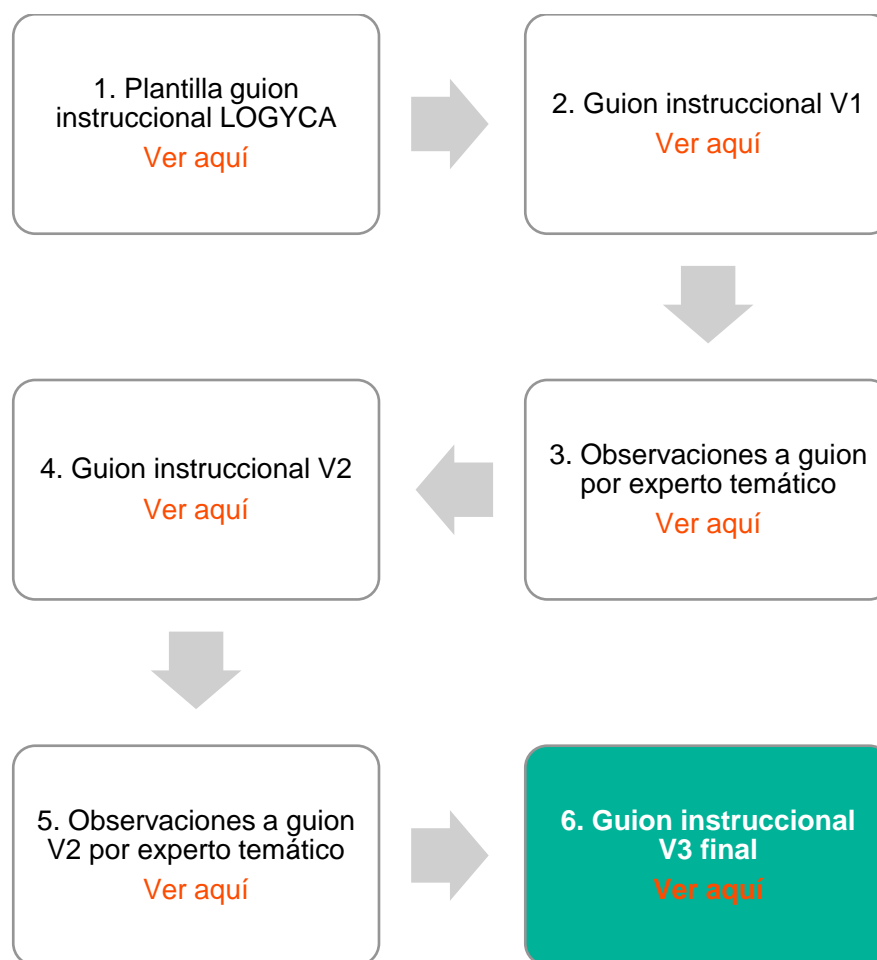 1. Plantilla guion
instruccional LOGYCA
Ver aquí
2. Guion instruccional V1
Ver aquí
3. Observaciones a guion
por experto temático
Ver aquí
4. Guion instruccional V2
Ver aquí
5. Observaciones a guion
V2 por experto temático
Ver aquí
6. Guion instruccional
V3 final
Ver aquí